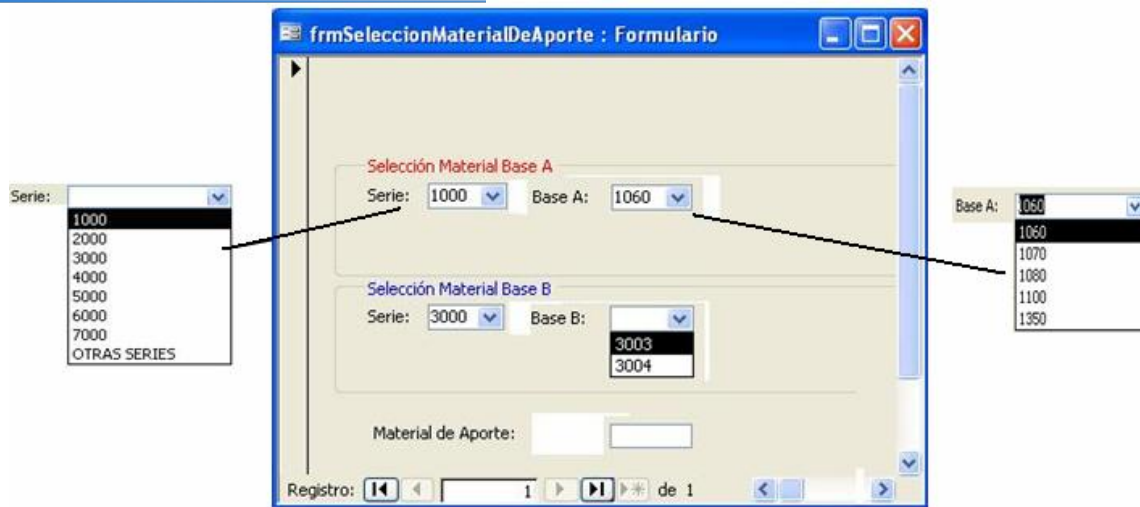 frmSeleccionMaterialDeAporte : Formulario
Selección Material Base A
Serie: 1000 Base A: 1060
Selección Material Base B
Serie: 3000 Base B:
3003
3004
Material de Aporte:
Registro: 1 de 1
Serie:
1000
2000
3000
4000
5000
6000
7000
OTRAS SERIES
Base A: 1060
1060
1070
1080
1100
1350